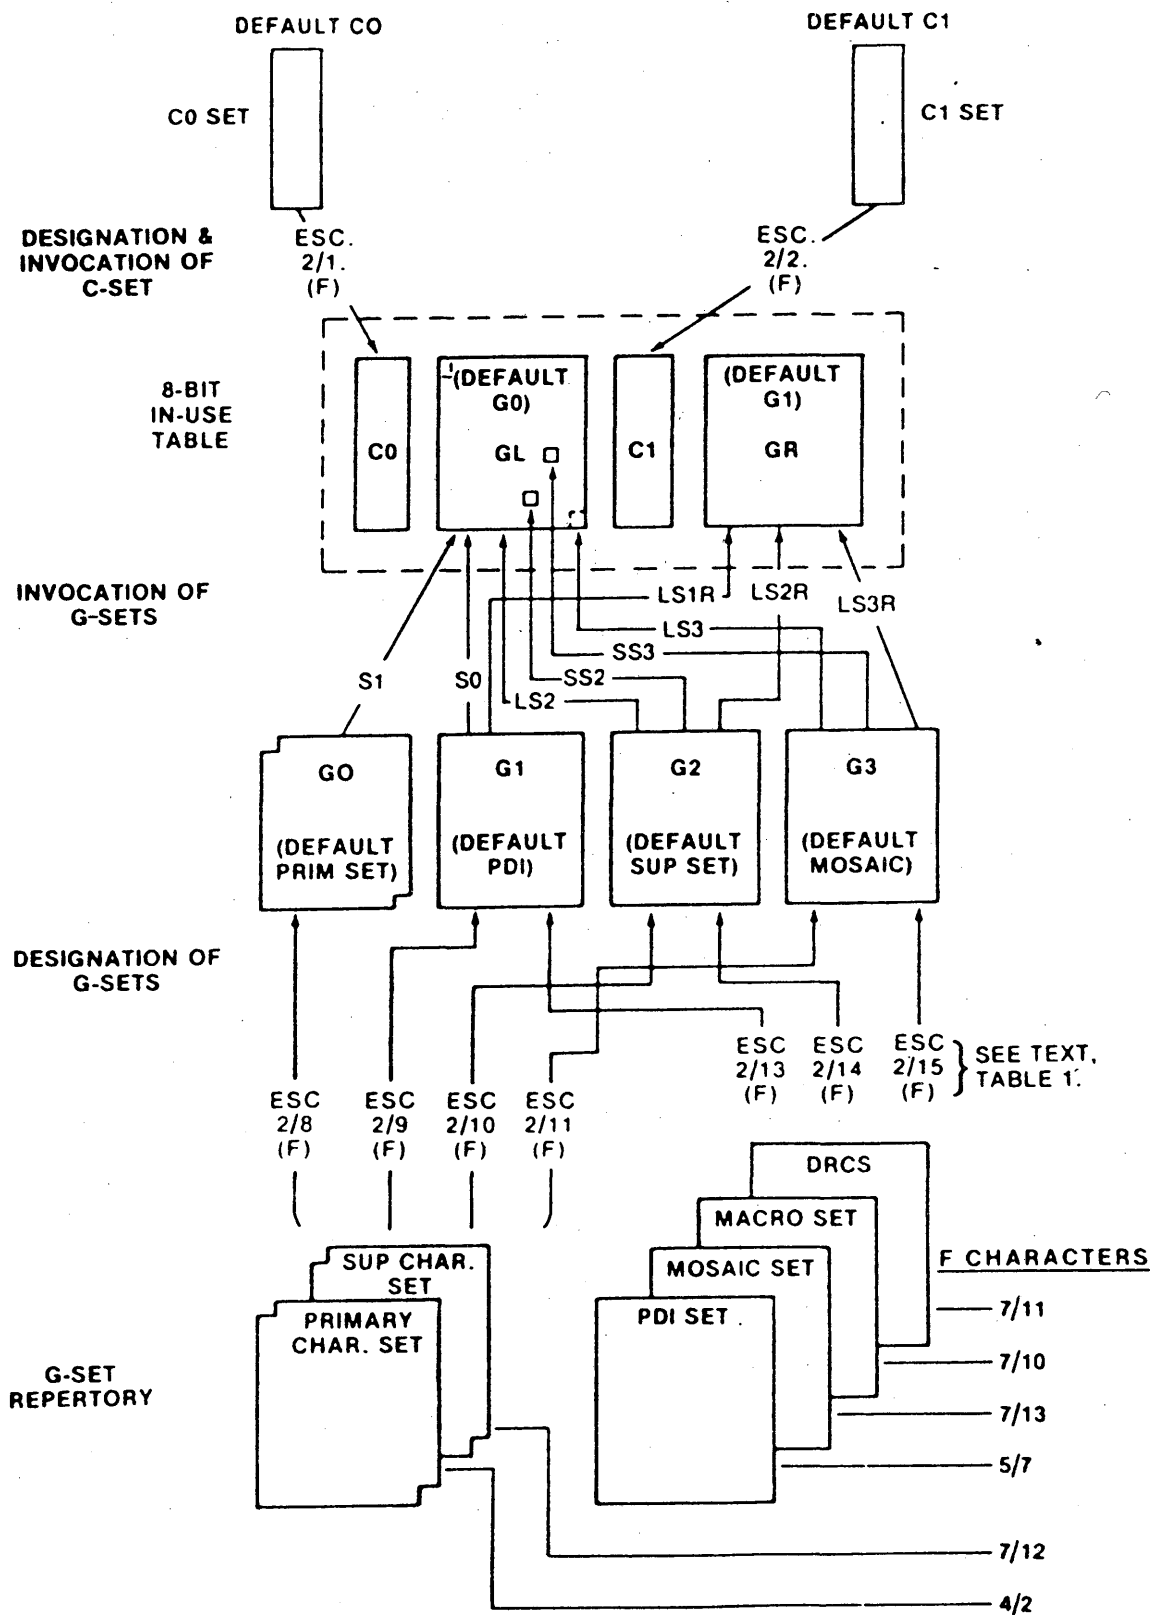 DEFAULT C0
DEFAULT C1
C0 SET
C1 SET
DESIGNATION &
INVOCATION OF
C-SET
ESC.
2/1.
(F)
ESC.
2/2.
(F)
8-BIT
IN-USE
TABLE
C0
(DEFAULT
G0)
GL
C1
(DEFAULT
G1)
GR
INVOCATION OF
G-SETS
LS1R
LS2R
LS3R
LS3
SS3
S1
S0
SS2
LS2
GO
(DEFAULT
PRIM SET)
G1
(DEFAULT
PDI)
G2
(DEFAULT
SUP SET)
G3
(DEFAULT
MOSAIC)
DESIGNATION OF
G-SETS
ESC
2/13
(F)
ESC
2/14
(F)
ESC
2/15
(F)
SEE TEXT,
TABLE 1.
ESC
2/8
(F)
ESC
2/9
(F)
ESC
2/10
(F)
ESC
2/11
(F)
DRCS
MACRO SET
MOSAIC SET
PDI SET
SUP CHAR.
SET
PRIMARY
CHAR. SET
G-SET
REPERTORY
F CHARACTERS
7/11
7/10
7/13
5/7
7/12
4/2